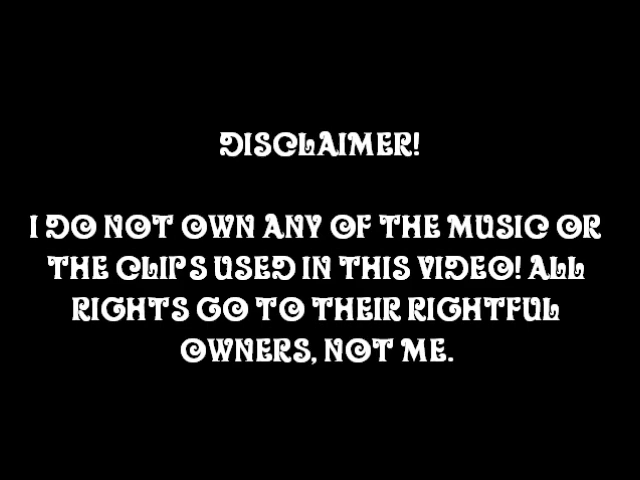 DISCLAIMER!
I DO NOT OWN ANY OF THE MUSIC OR
THE CLIPS USED IN THIS VIDEO! ALL
RIGHTS GO TO THEIR RIGHTFUL
OWNERS, NOT ME.